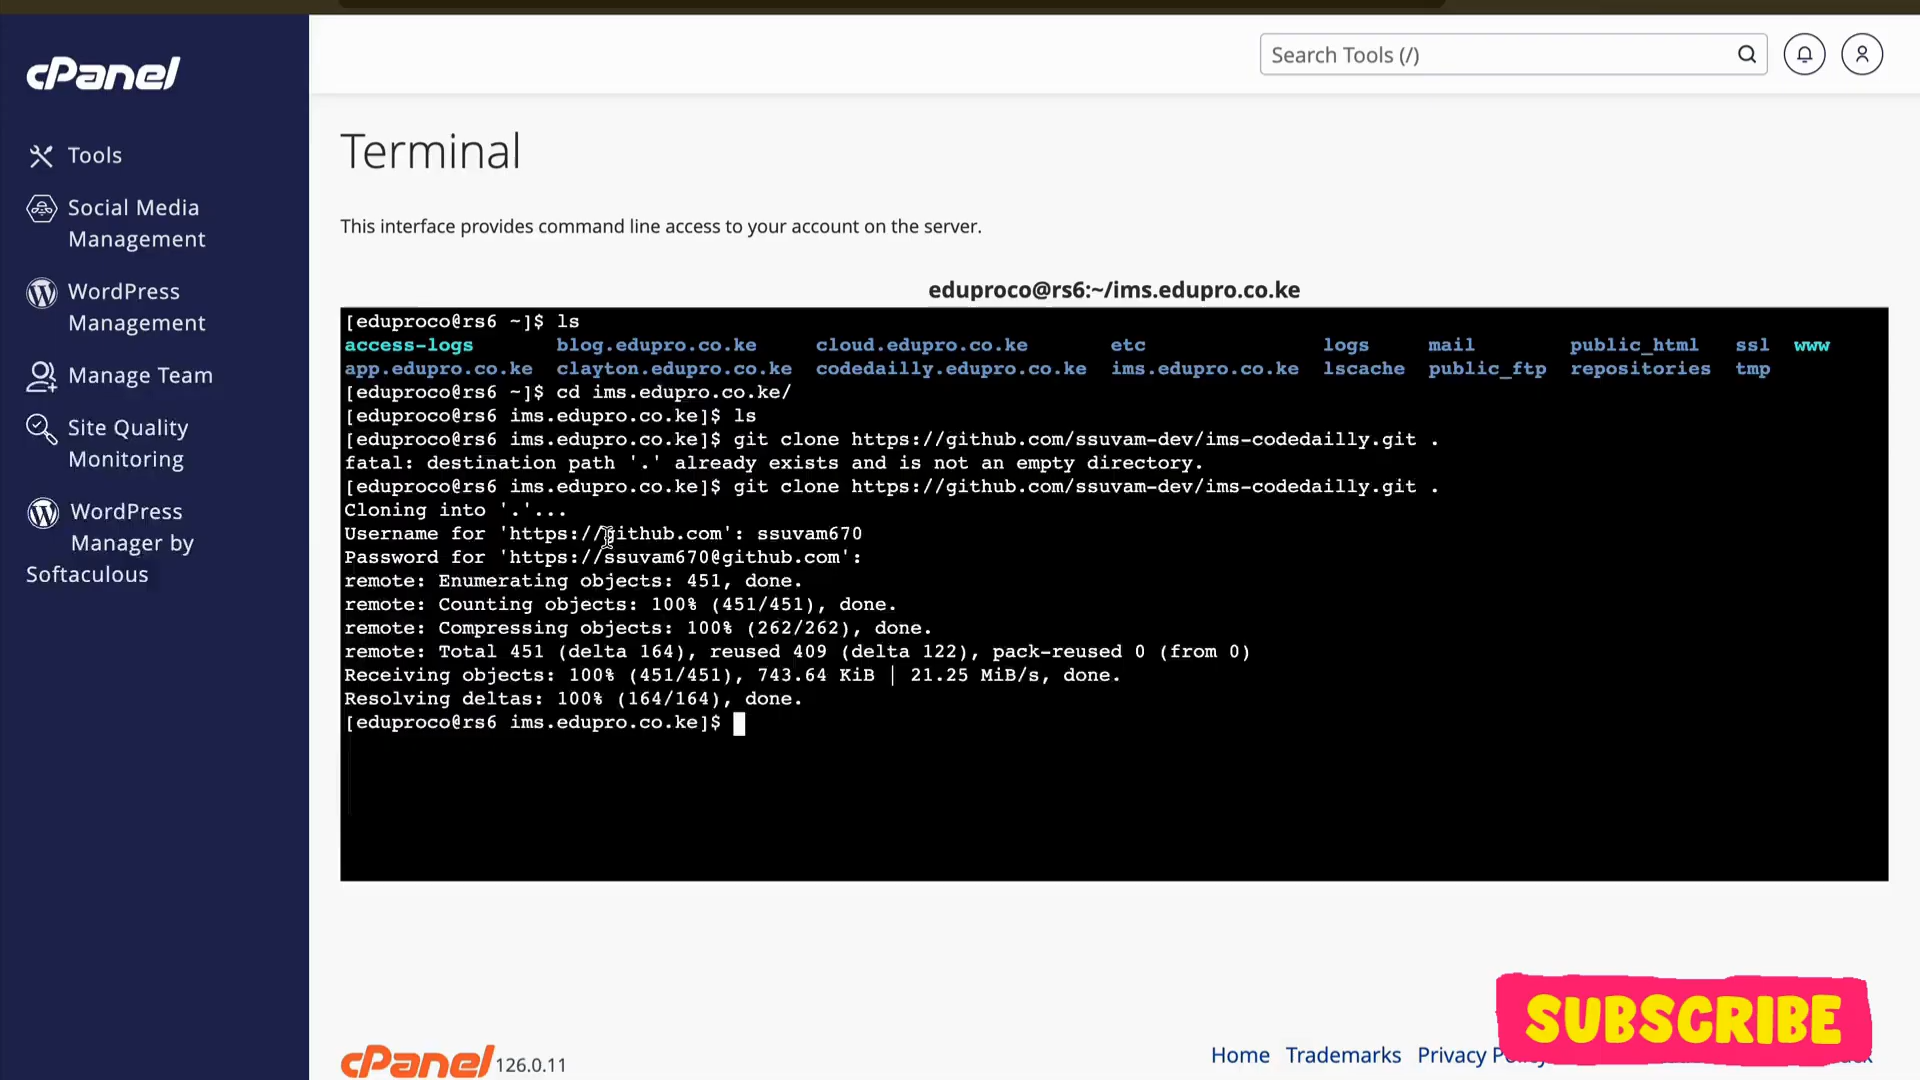 cPanel
Search Tools (/)
Tools
Social Media
Management
WordPress
Management
Manage Team
Site Quality
Monitoring
WordPress
Manager by
Softaculous
Terminal
This interface provides command line access to your account on the server.
eduproco@rs6:~/ims.edupro.co.ke
[eduproco@rs6 ~]$ ls
access-logs blog.edupro.co.ke cloud.edupro.co.ke etc logs mail public_html ssl www
app.edupro.co.ke clayton.edupro.co.ke codedailly.edupro.co.ke ims.edupro.co.ke lscache public_ftp repositories tmp
[eduproco@rs6 ~]$ cd ims.edupro.co.ke/
[eduproco@rs6 ims.edupro.co.ke]$ ls
[eduproco@rs6 ims.edupro.co.ke]$ git clone https://github.com/ssuvam-dev/ims-codedailly.git .
fatal: destination path '.' already exists and is not an empty directory.
[eduproco@rs6 ims.edupro.co.ke]$ git clone https://github.com/ssuvam-dev/ims-codedailly.git .
Cloning into '.'...
Username for 'https://github.com': ssuvam670
Password for 'https://ssuvam670@github.com':
remote: Enumerating objects: 451, done.
remote: Counting objects: 100% (451/451), done.
remote: Compressing objects: 100% (262/262), done.
remote: Total 451 (delta 164), reused 409 (delta 122), pack-reused 0 (from 0)
Receiving objects: 100% (451/451), 743.64 KiB | 21.25 MiB/s, done.
Resolving deltas: 100% (164/164), done.
[eduproco@rs6 ims.edupro.co.ke]$
SUBSCRIBE
cPanel 126.0.11
Home Trademarks Privacy